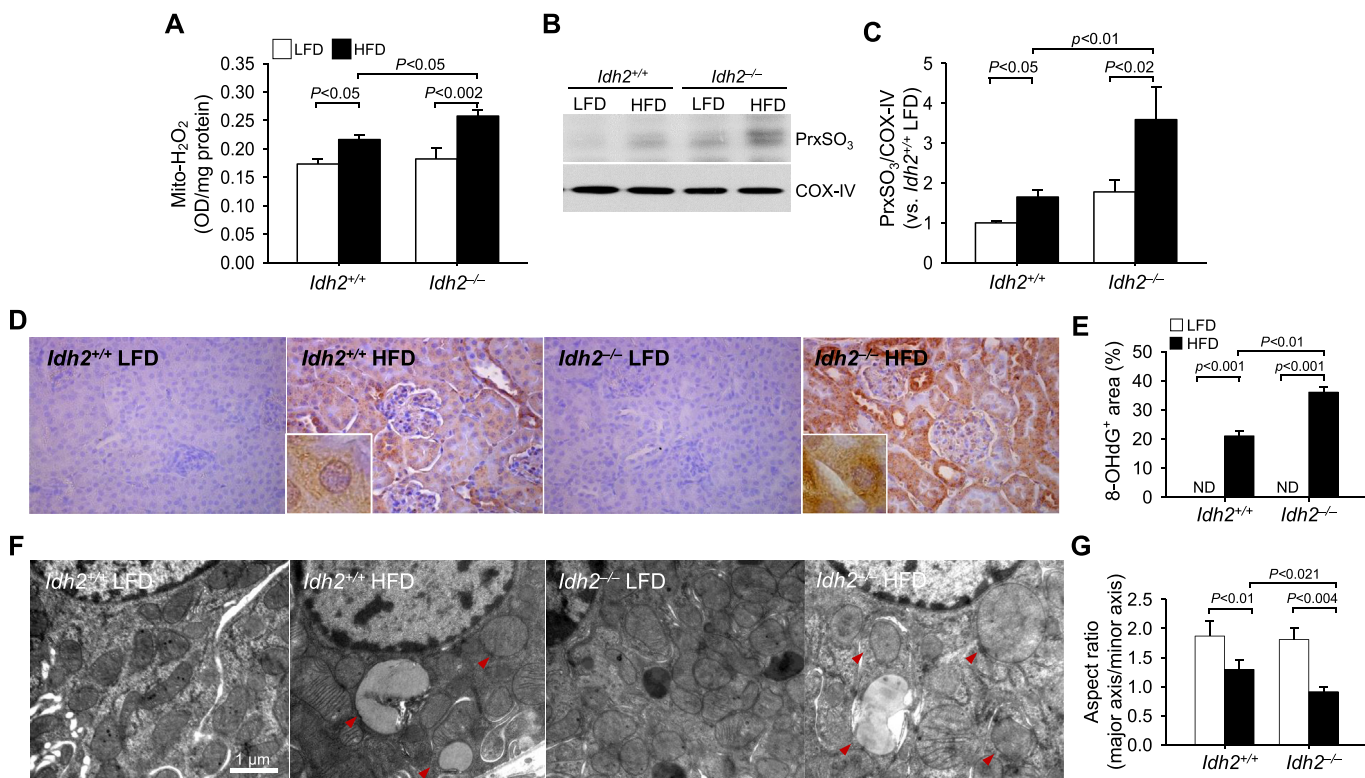 A
LFD HFD
P<0.05
P<0.05
P<0.002
0.35
0.30
0.25
0.20
0.15
0.10
0.05
0.00
Mito-H₂O₂
(OD/mg protein)
Idh2⁺/⁺ Idh2⁻/⁻
B
Idh2⁺/⁺ Idh2⁻/⁻
LFD HFD LFD HFD
PrxSO₃
COX-IV
C
p<0.01
P<0.05
P<0.02
5
4
3
2
1
0
PrxSO₃/COX-IV
(vs. Idh2⁺/⁺ LFD)
Idh2⁺/⁺ Idh2⁻/⁻
D
Idh2⁺/⁺ LFD
Idh2⁺/⁺ HFD
Idh2⁻/⁻ LFD
Idh2⁻/⁻ HFD
E
LFD
HFD
P<0.01
p<0.001
p<0.001
50
40
30
20
10
0
8-OHdG⁺ area (%)
ND ND
Idh2⁺/⁺ Idh2⁻/⁻
F
Idh2⁺/⁺ LFD
1 µm
Idh2⁺/⁺ HFD
Idh2⁻/⁻ LFD
Idh2⁻/⁻ HFD
G
P<0.021
P<0.01
P<0.004
2.5
2.0
1.5
1.0
0.5
0.0
Aspect ratio
(major axis/minor axis)
Idh2⁺/⁺ Idh2⁻/⁻